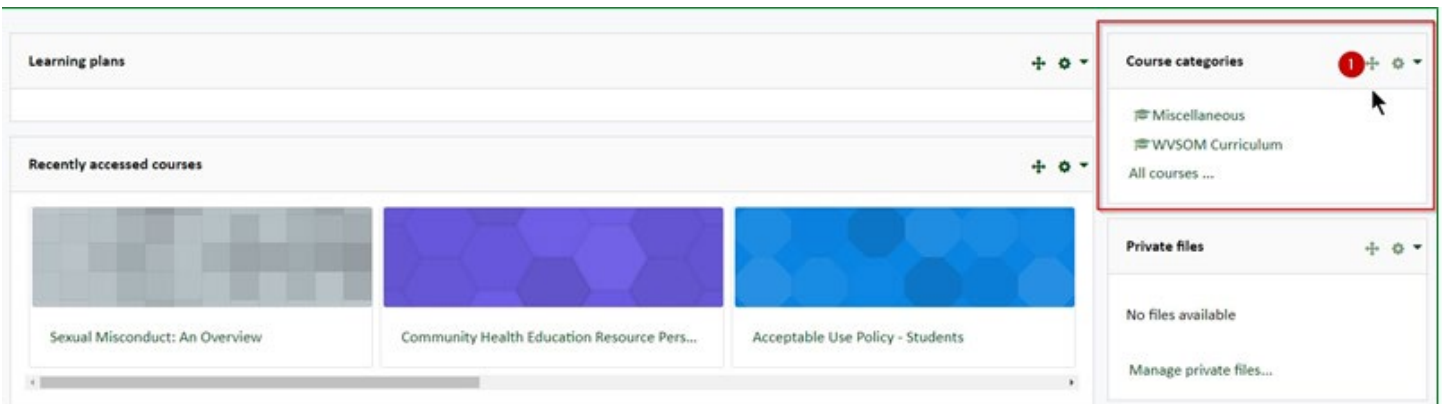 Learning plans
Recently accessed courses
Sexual Misconduct: An Overview
Community Health Education Resource Pers...
Acceptable Use Policy - Students
Course categories
1
Miscellaneous
WVSOM Curriculum
All courses ...
Private files
No files available
Manage private files...